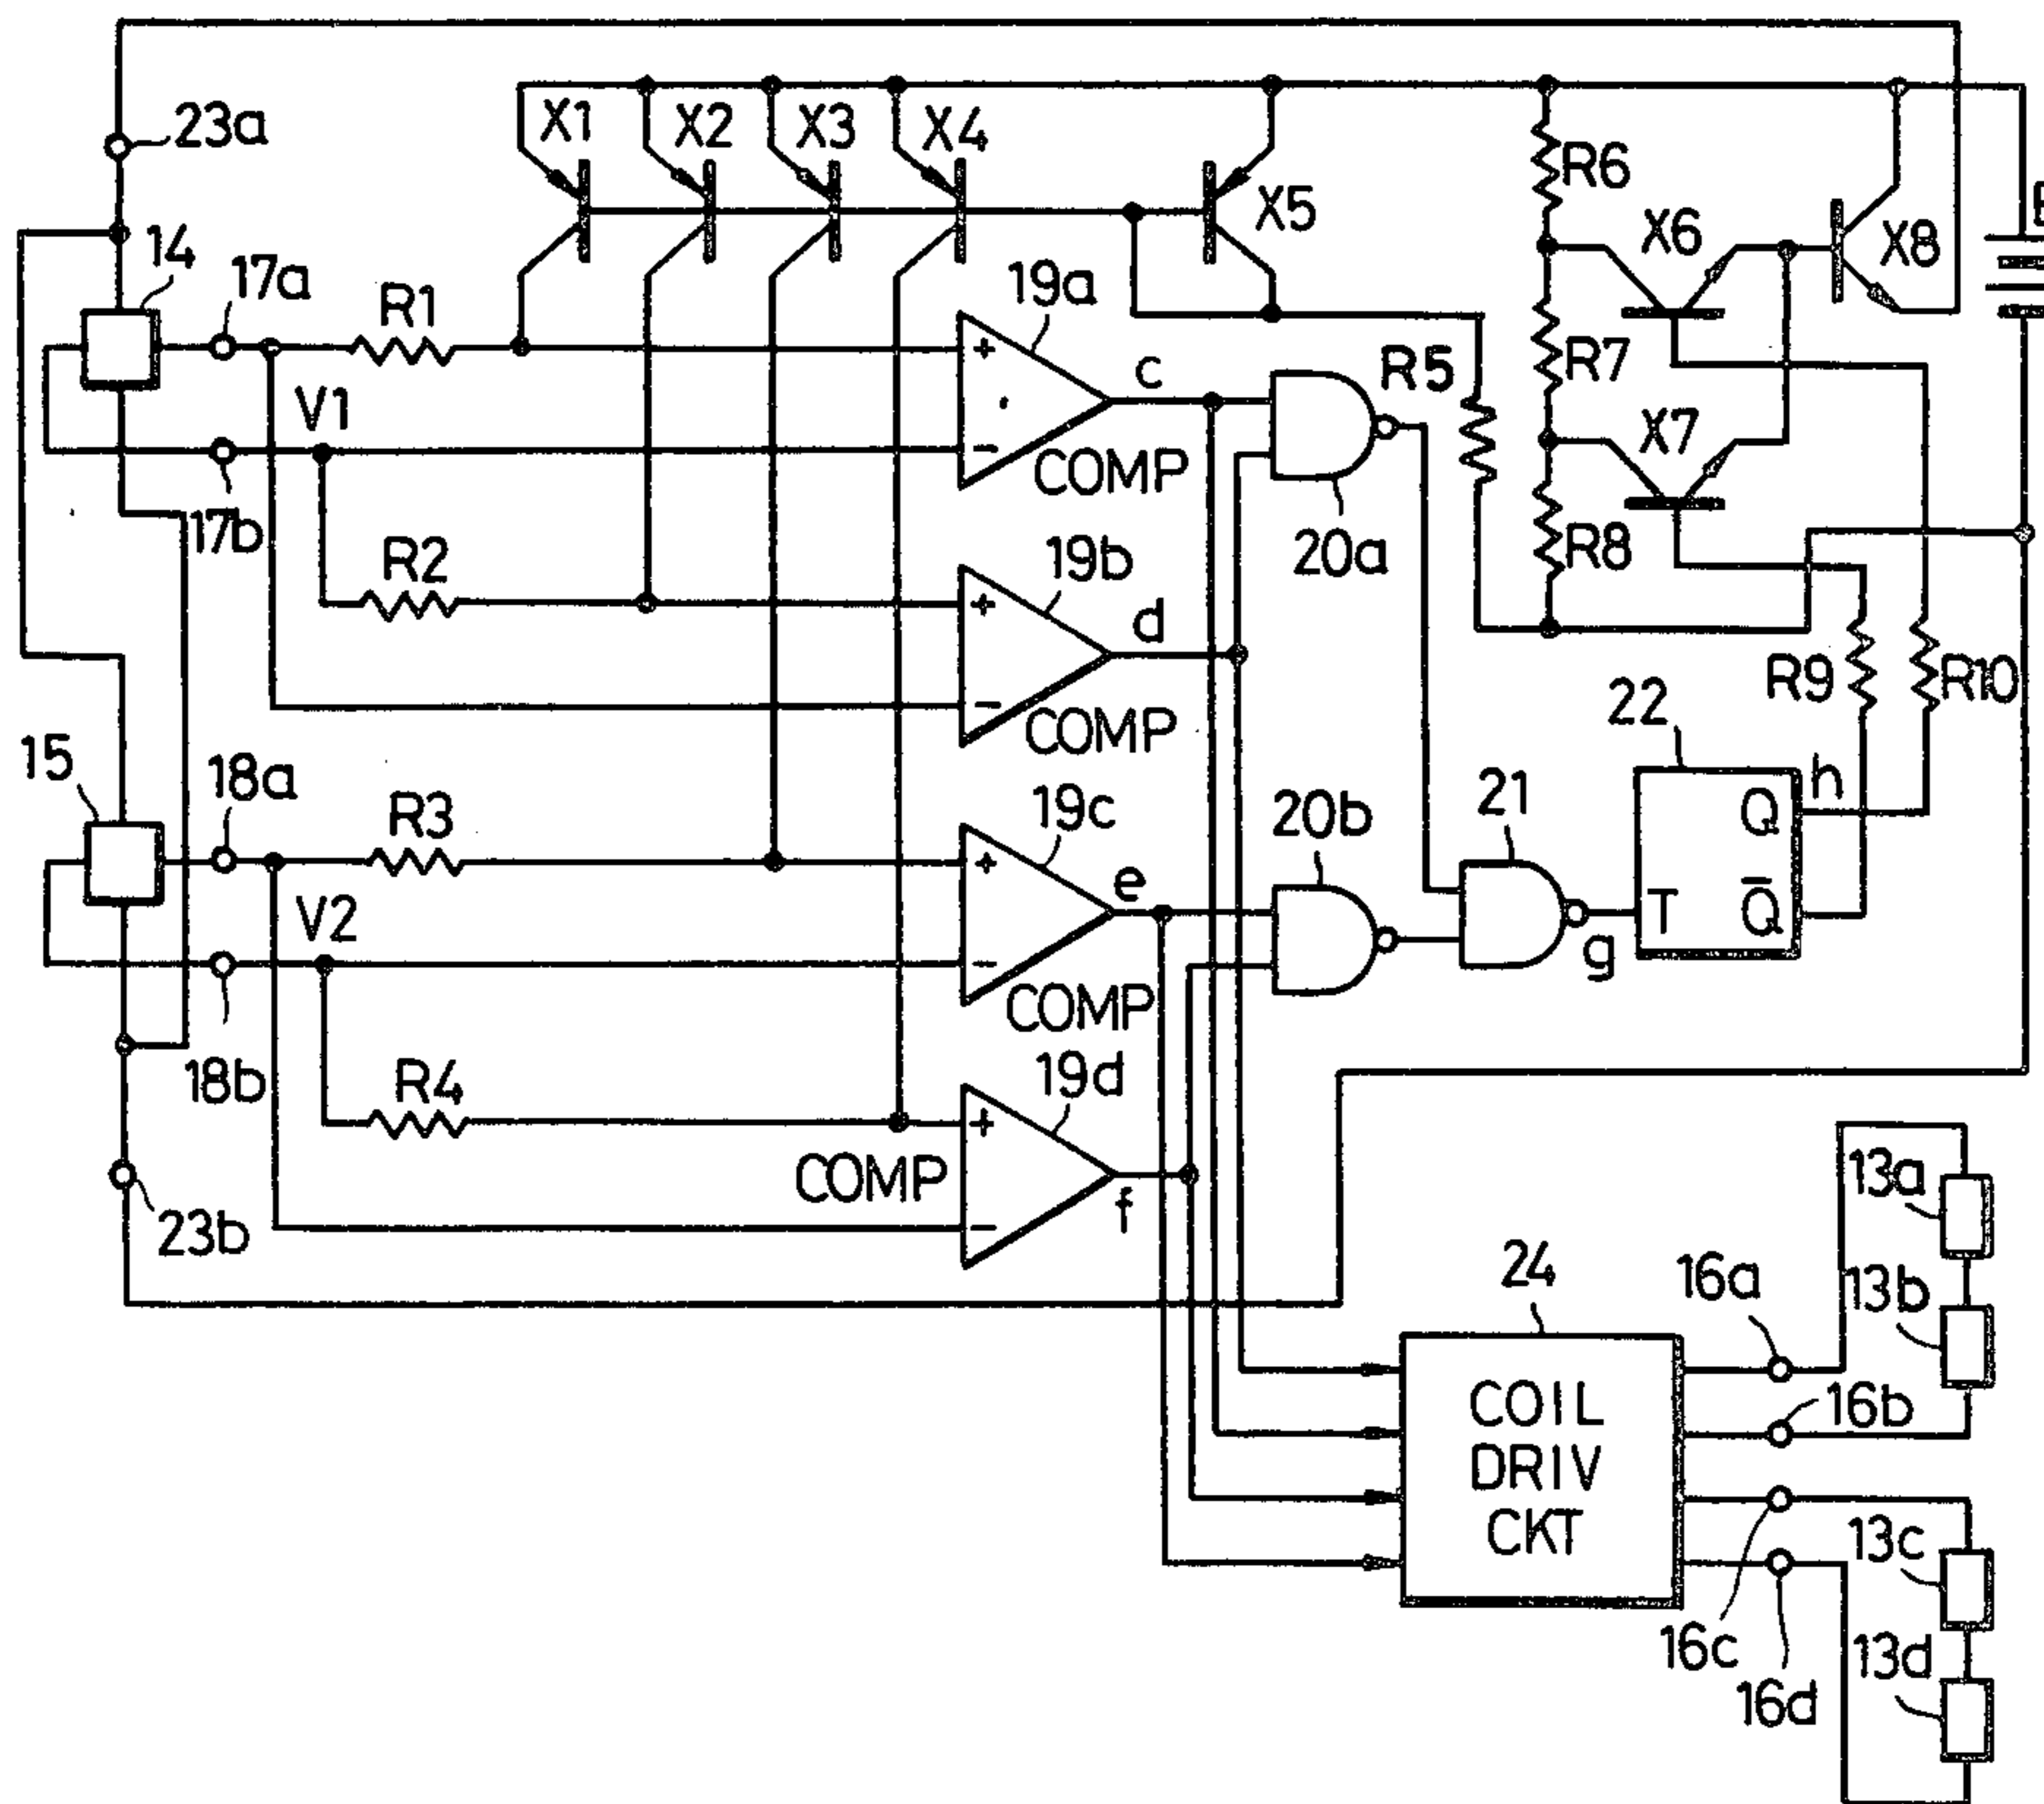 23a
X1
X2
X3
X4
X5
R6
X6
X8
E
14
17a
R1
19a
+
-
c
COMP
V1
17b
R5
R7
X7
R8
20a
R2
19b
+
-
d
COMP
R9
R10
22
h
Q
T
Q̄
15
18a
R3
19c
+
-
e
COMP
20b
21
g
V2
18b
R4
19d
+
-
COMP
f
23b
24
COIL
DRIV
CKT
16a
16b
16c
16d
13a
13b
13c
13d